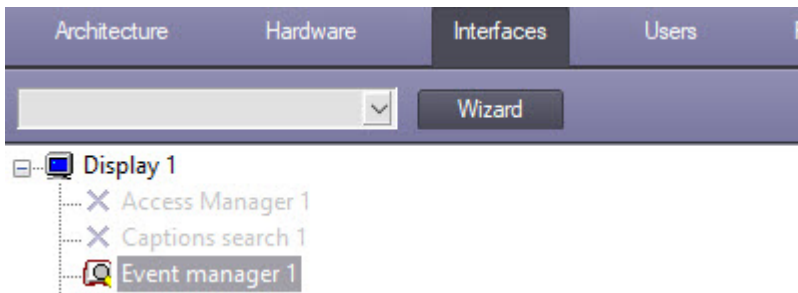 Architecture Hardware Interfaces Users
Wizard
Display 1
Access Manager 1
Captions search 1
Event manager 1